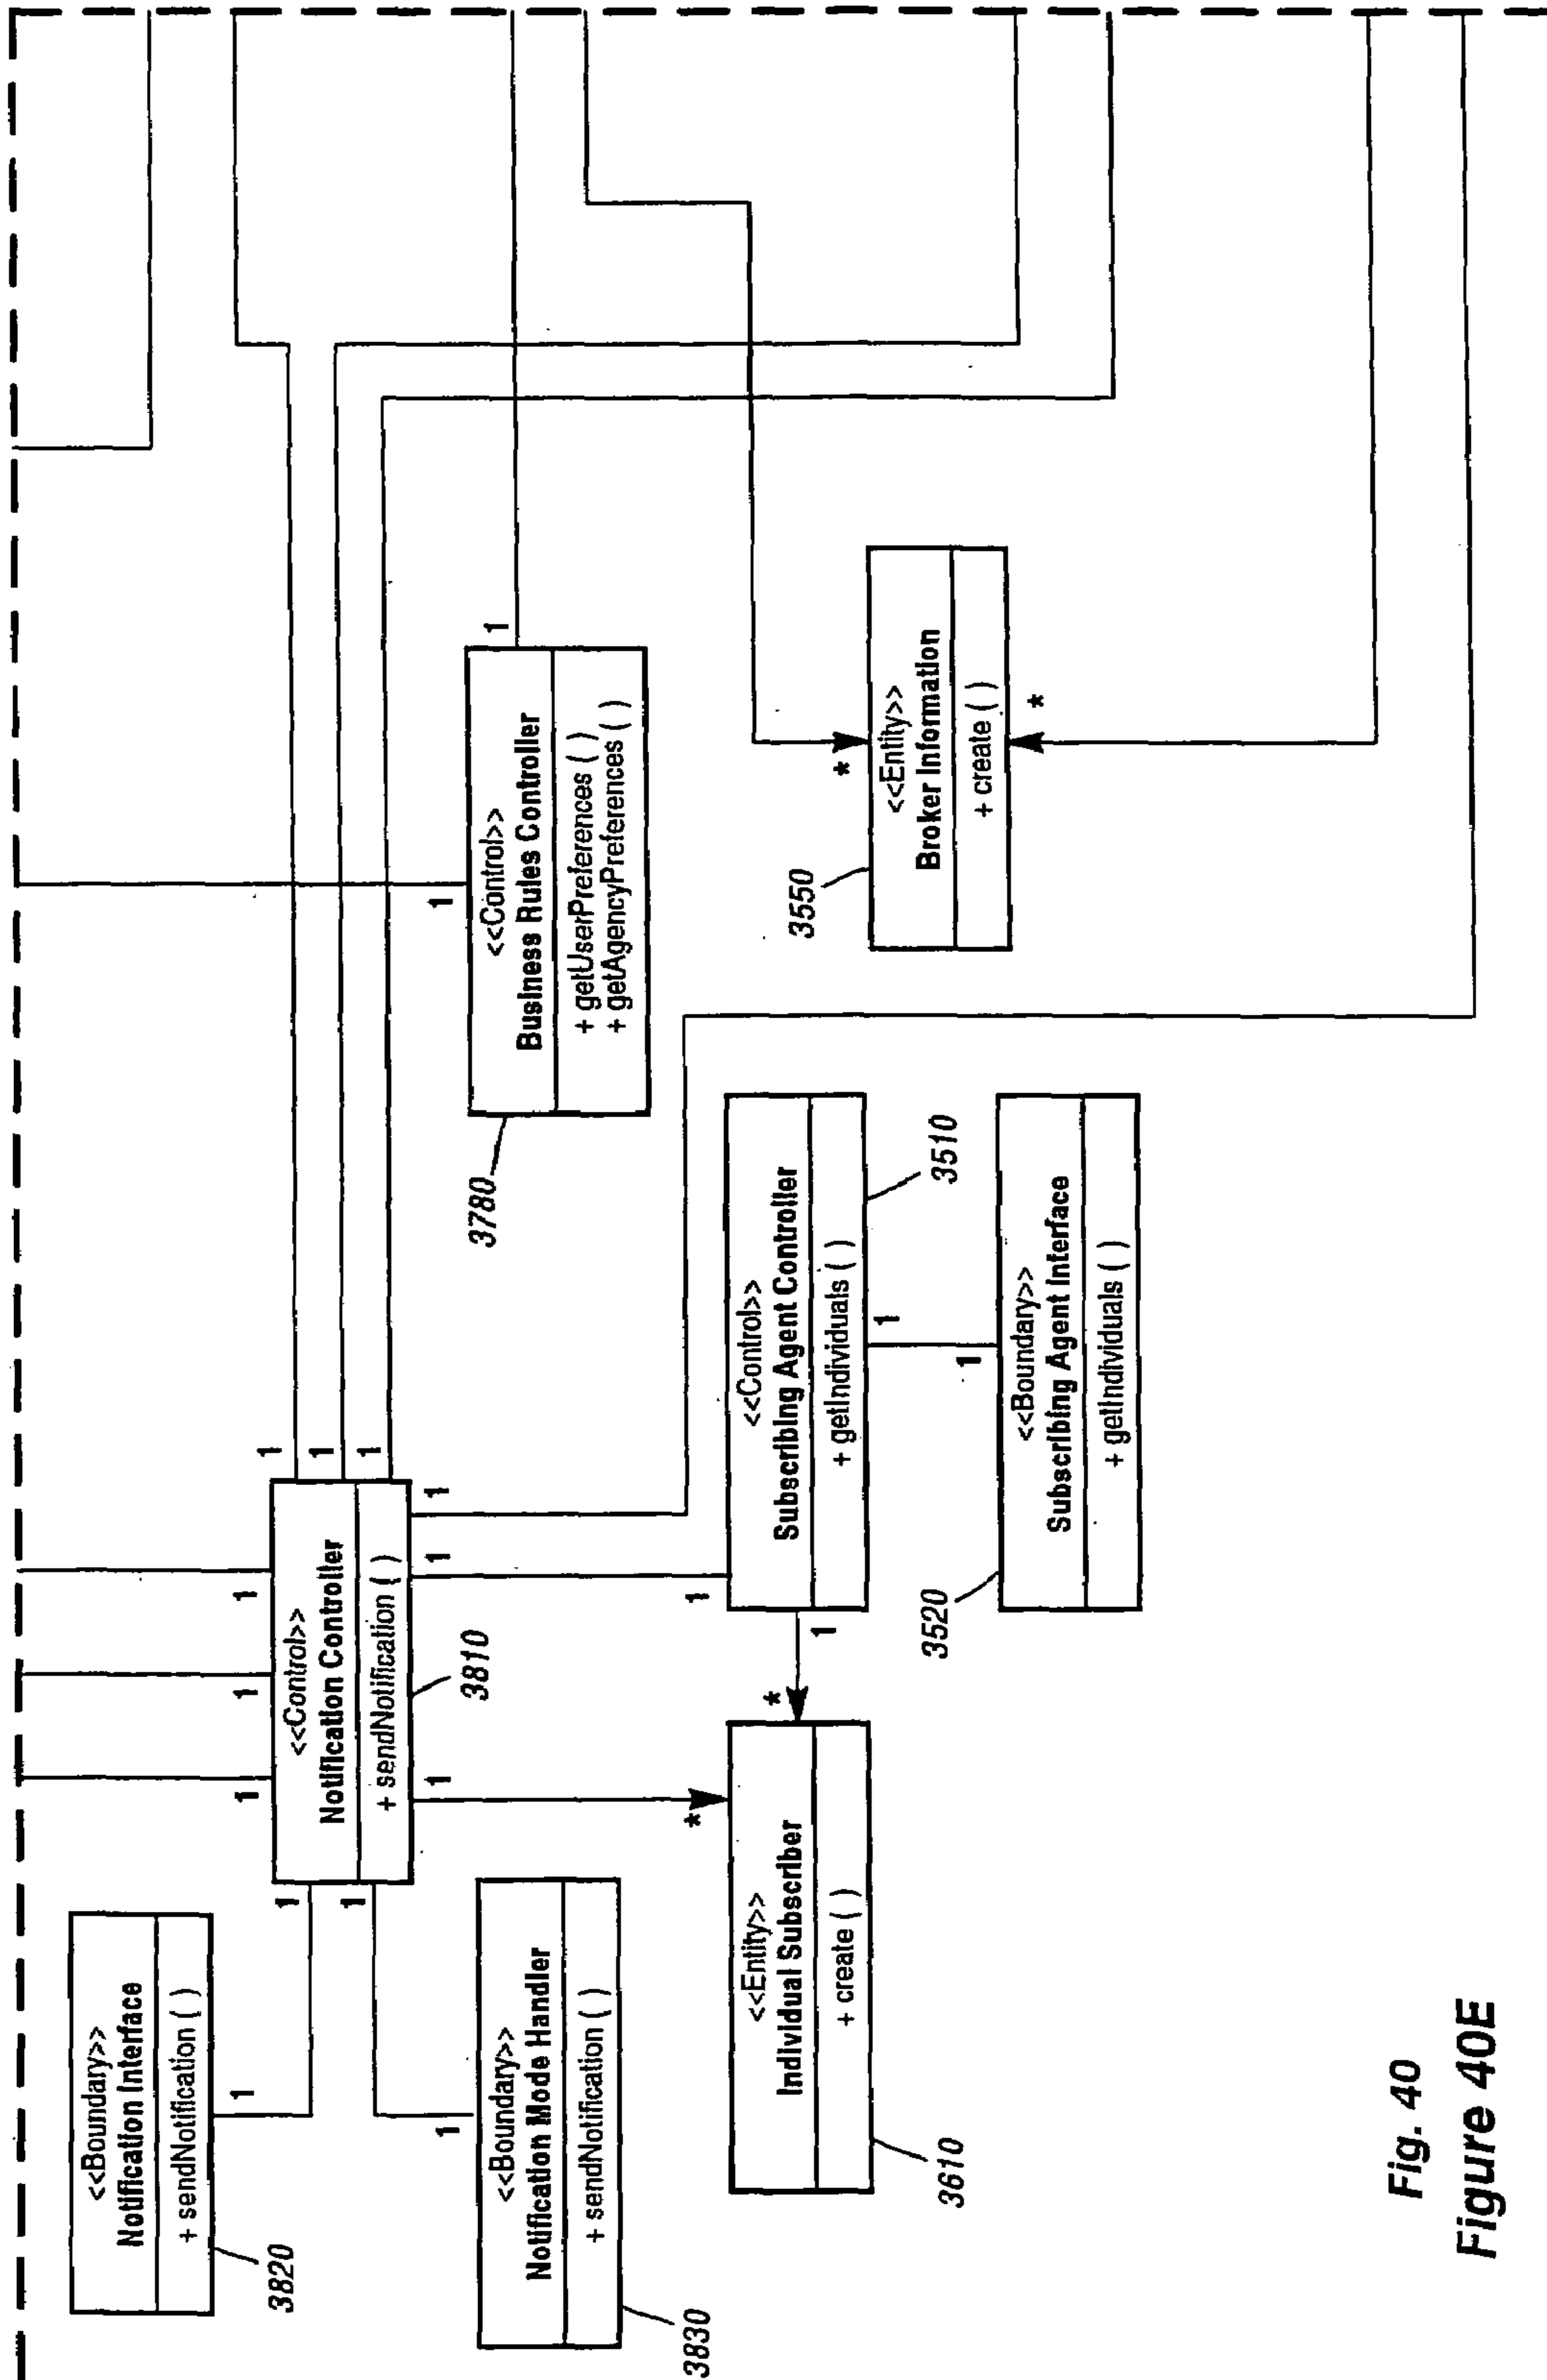 <<Boundary>>
Notification Interface
+ sendNotification ( )
3820
1
1
<<Boundary>>
Notification Mode Handler
+ sendNotification ( )
3830
1
1
1
1
1
<<Control>>
Notification Controller
+ sendNotification ( )
3810
1
1
1
1
1
1
<<Entity>>
Individual Subscriber
+ create ( )
3610
*
*
1
1
<<Control>>
Subscribing Agent Controller
+ getIndividuals ( )
3510
1
1
<<Boundary>>
Subscribing Agent Interface
+ getIndividuals ( )
3520
1
1
<<Control>>
Business Rules Controller
+ getUserPreferences ( )
+ getAgencyPreferences ( )
3780
*
<<Entity>>
Broker Information
+ create ( )
3550
*
Fig. 40
Figure 40E